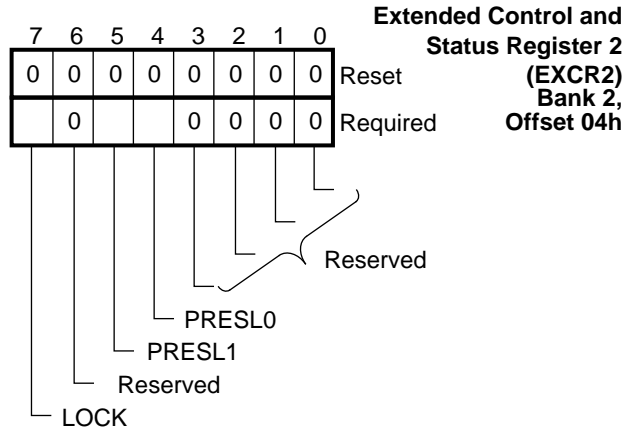 Extended Control and
Status Register 2
(EXCR2)
Bank 2,
Offset 04h
7 6 5 4 3 2 1 0
0 0 0 0 0 0 0 0 Reset
0 0 0 0 0 Required
Reserved
PRESL0
PRESL1
Reserved
LOCK